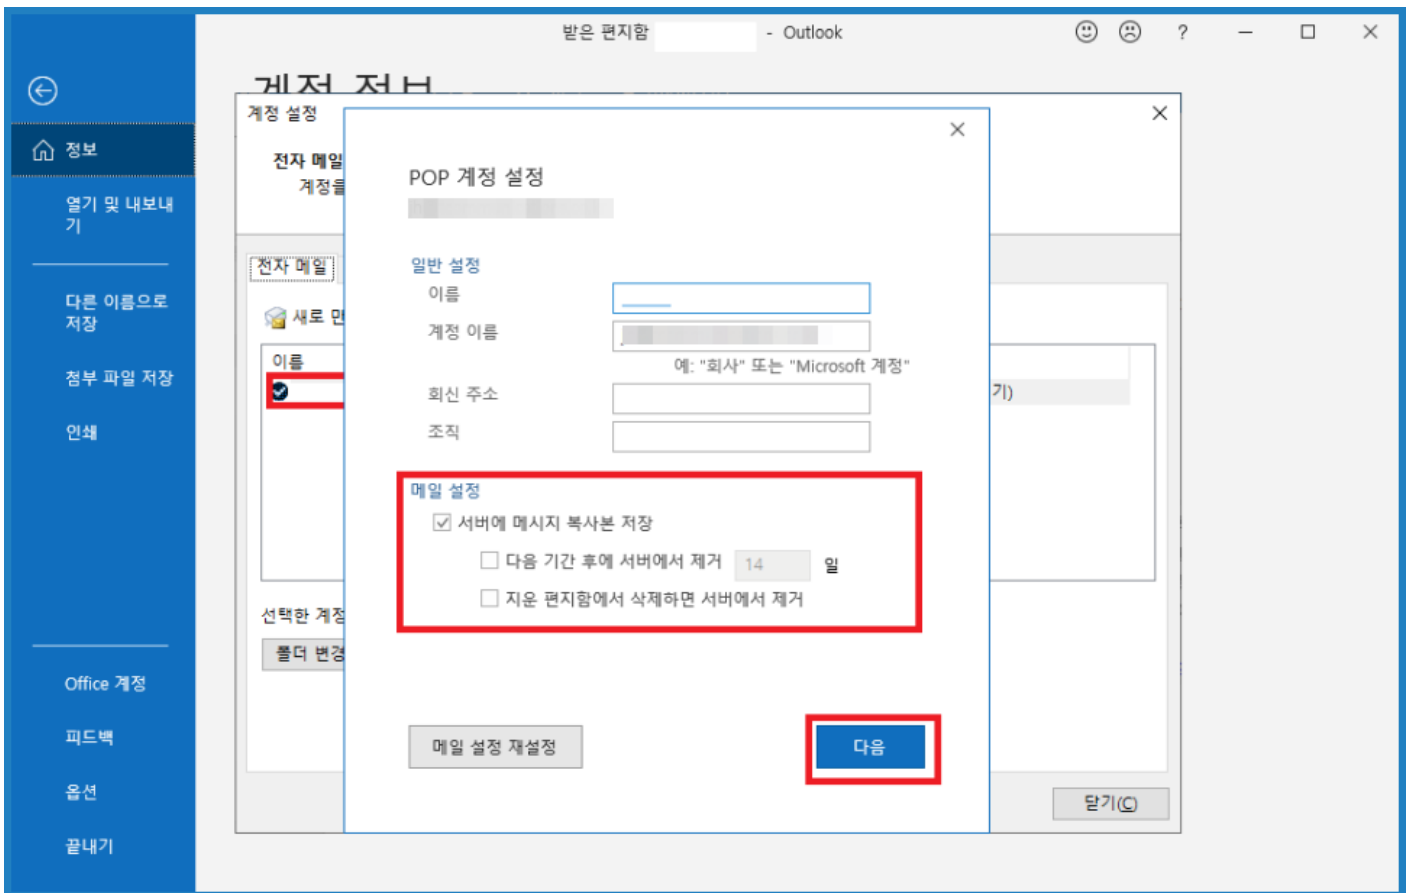 받은 편지함 - Outlook
?
계정 정보
정보
열기 및 내보내
기
다른 이름으로
저장
첨부 파일 저장
인쇄
Office 계정
피드백
옵션
끝내기
계정 설정
전자 메일
계정을
전자 메일
새로 만
이름
기)
선택한 계정
폴더 변경
닫기(C)
POP 계정 설정
일반 설정
이름
계정 이름
예: "회사" 또는 "Microsoft 계정"
회신 주소
조직
메일 설정
서버에 메시지 복사본 저장
다음 기간 후에 서버에서 제거 14 일
지운 편지함에서 삭제하면 서버에서 제거
메일 설정 재설정
다음